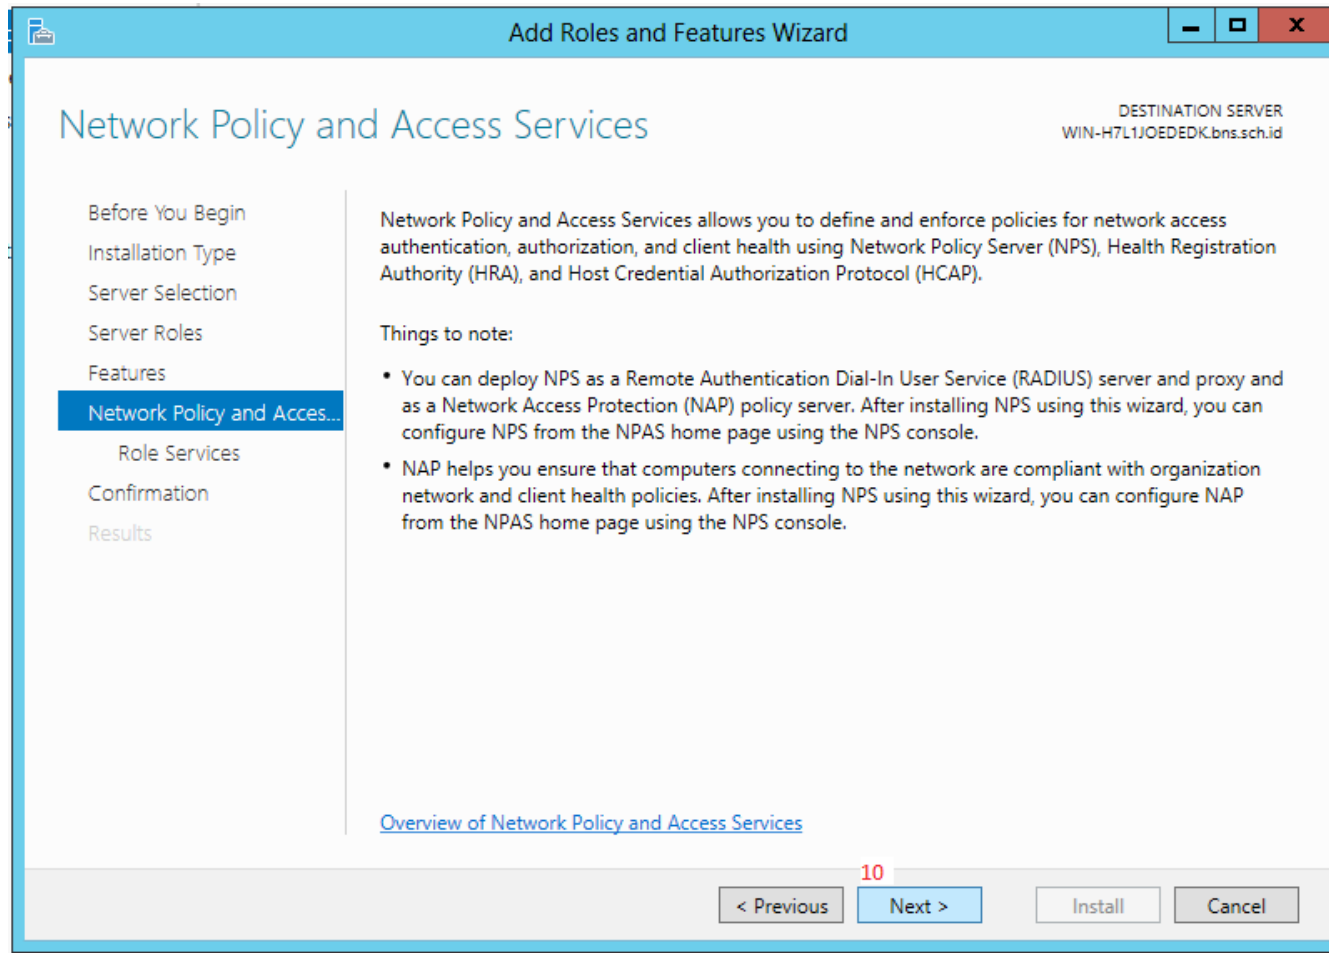 Add Roles and Features Wizard
Network Policy and Access Services
DESTINATION SERVER
WIN-H7L1JOEDEDK.bns.sch.id
Before You Begin
Installation Type
Server Selection
Server Roles
Features
Network Policy and Acces...
Role Services
Confirmation
Results
Network Policy and Access Services allows you to define and enforce policies for network access
authentication, authorization, and client health using Network Policy Server (NPS), Health Registration
Authority (HRA), and Host Credential Authorization Protocol (HCAP).
Things to note:
• You can deploy NPS as a Remote Authentication Dial-In User Service (RADIUS) server and proxy and
as a Network Access Protection (NAP) policy server. After installing NPS using this wizard, you can
configure NPS from the NPAS home page using the NPS console.
• NAP helps you ensure that computers connecting to the network are compliant with organization
network and client health policies. After installing NPS using this wizard, you can configure NAP
from the NPAS home page using the NPS console.
Overview of Network Policy and Access Services
10
< Previous
Next >
Install
Cancel